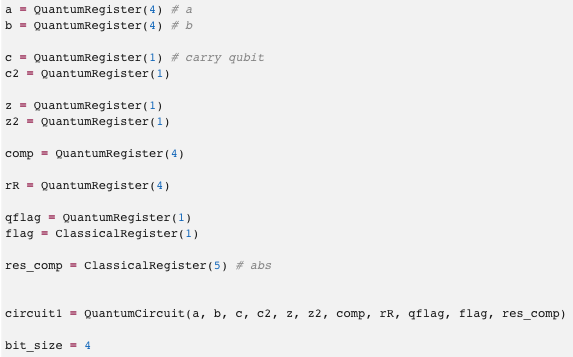 a = QuantumRegister(4) # a
b = QuantumRegister(4) # b
c = QuantumRegister(1) # carry qubit
c2 = QuantumRegister(1)
z = QuantumRegister(1)
z2 = QuantumRegister(1)
comp = QuantumRegister(4)
rR = QuantumRegister(4)
qflag = QuantumRegister(1)
flag = ClassicalRegister(1)
res_comp = ClassicalRegister(5) # abs
circuit1 = QuantumCircuit(a, b, c, c2, z, z2, comp, rR, qflag, flag, res_comp)
bit_size = 4